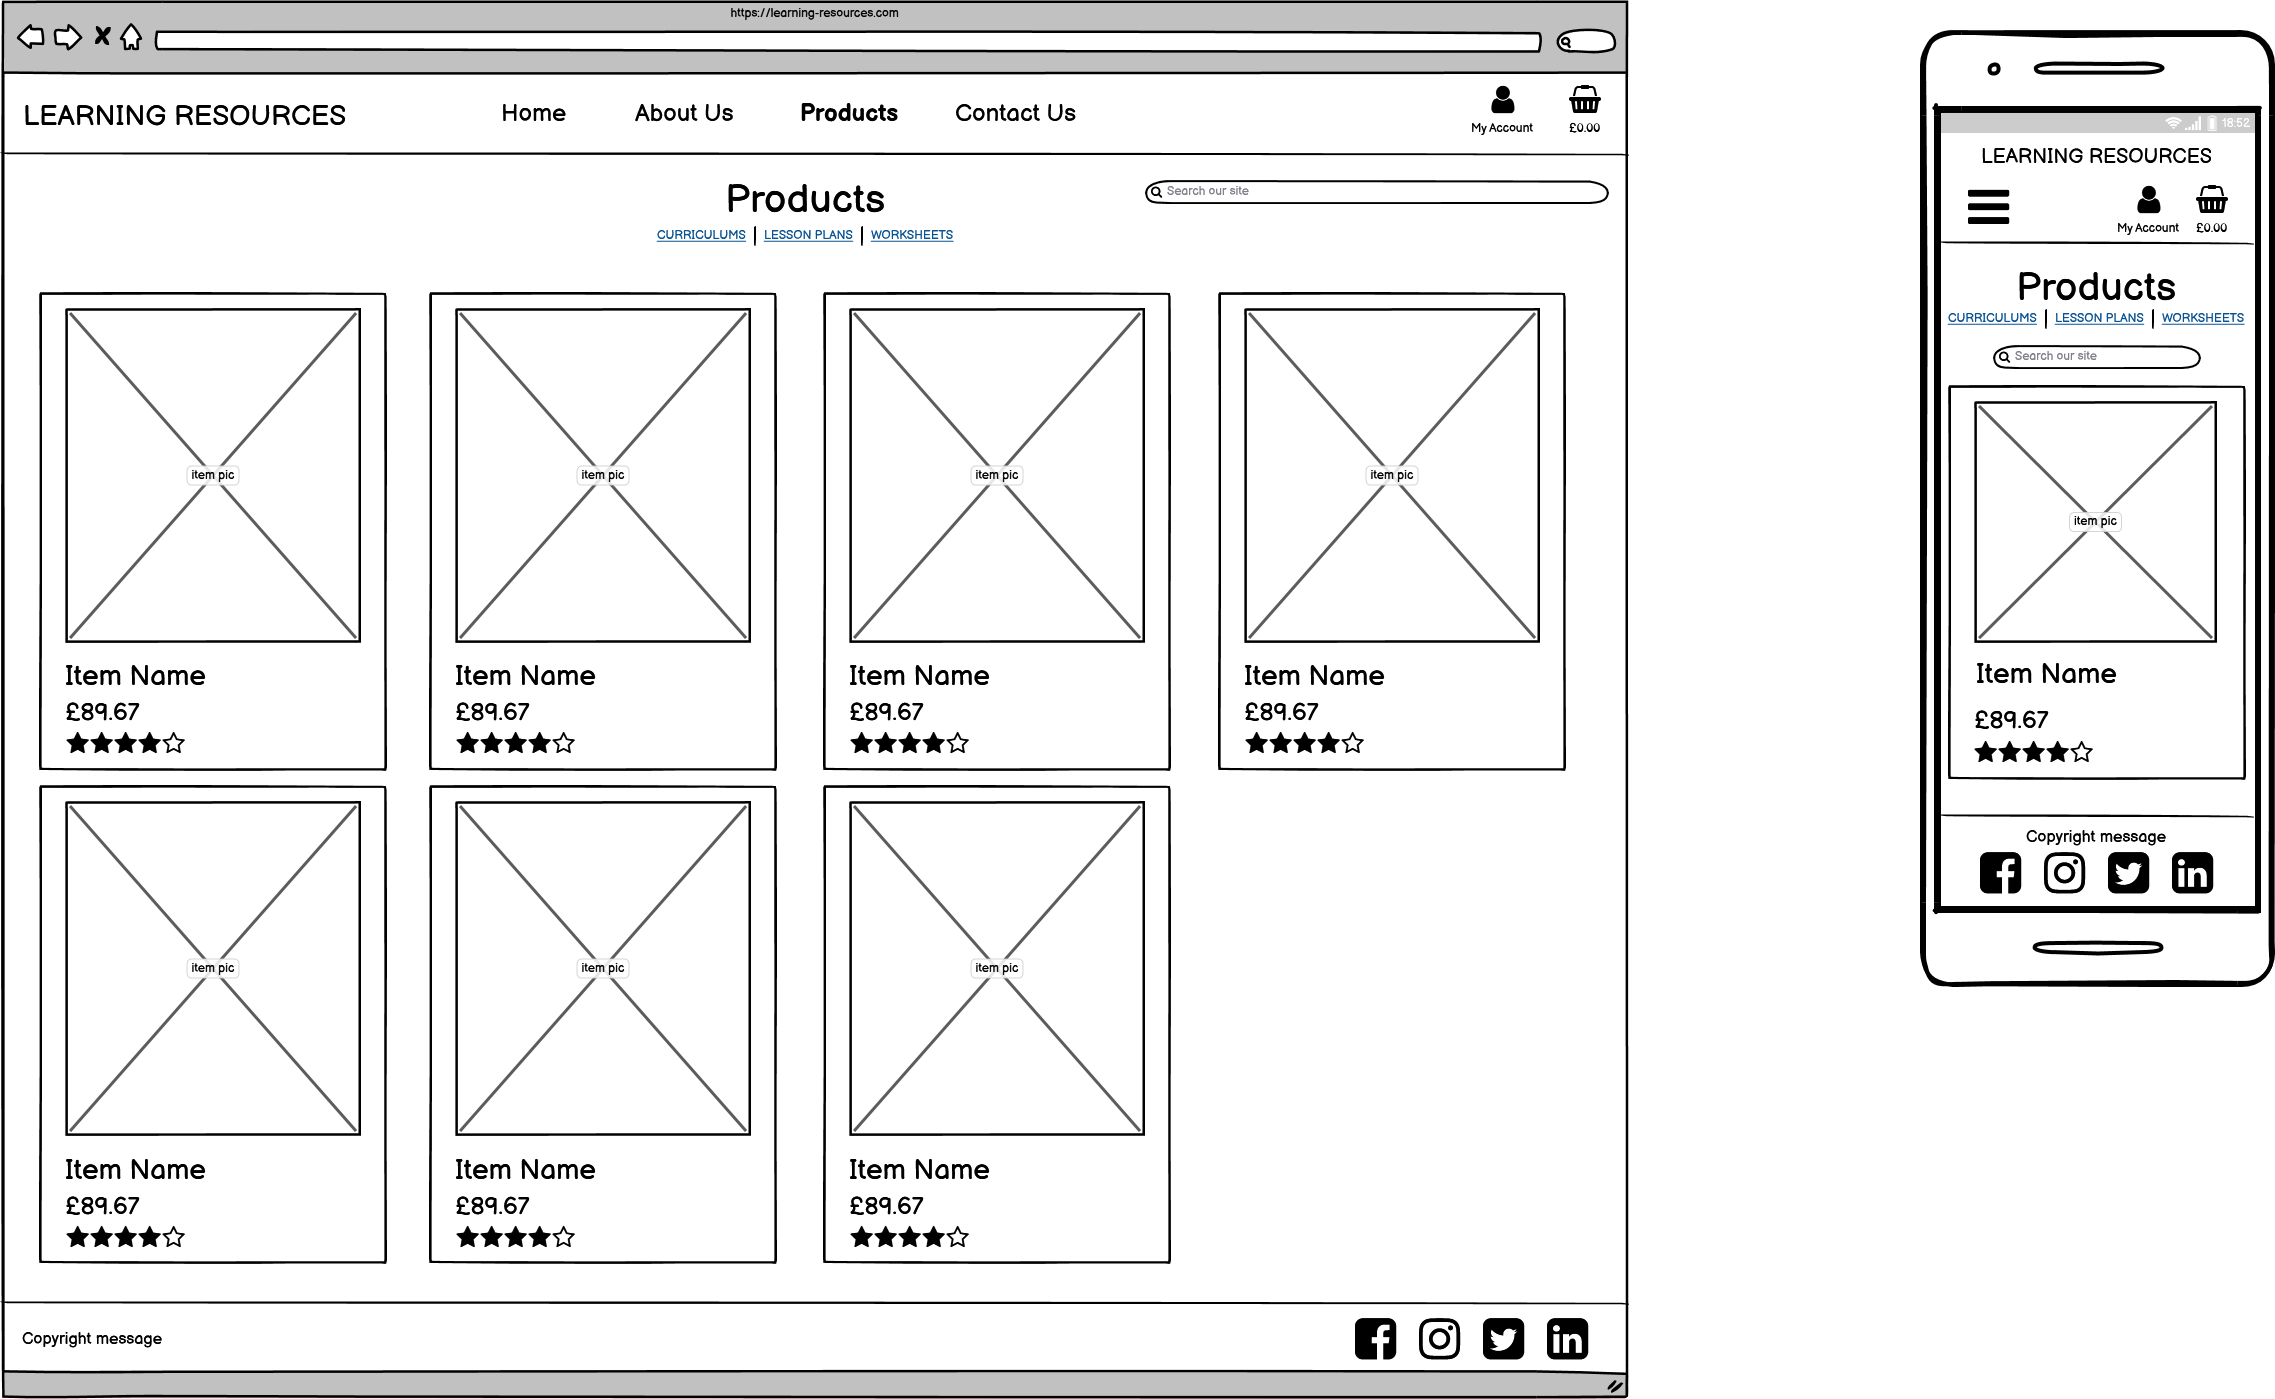 https://learning-resources.com
LEARNING RESOURCES Home About Us Products Contact Us My Account £0.00
Products
Search our site
CURRICULUMS | LESSON PLANS | WORKSHEETS
item pic item pic item pic item pic
Item Name Item Name Item Name Item Name
£89.67 £89.67 £89.67 £89.67
item pic item pic item pic
Item Name Item Name Item Name
£89.67 £89.67 £89.67
Copyright message
18:52
LEARNING RESOURCES
My Account £0.00
Products
CURRICULUMS | LESSON PLANS | WORKSHEETS
Search our site
item pic
Item Name
£89.67
Copyright message